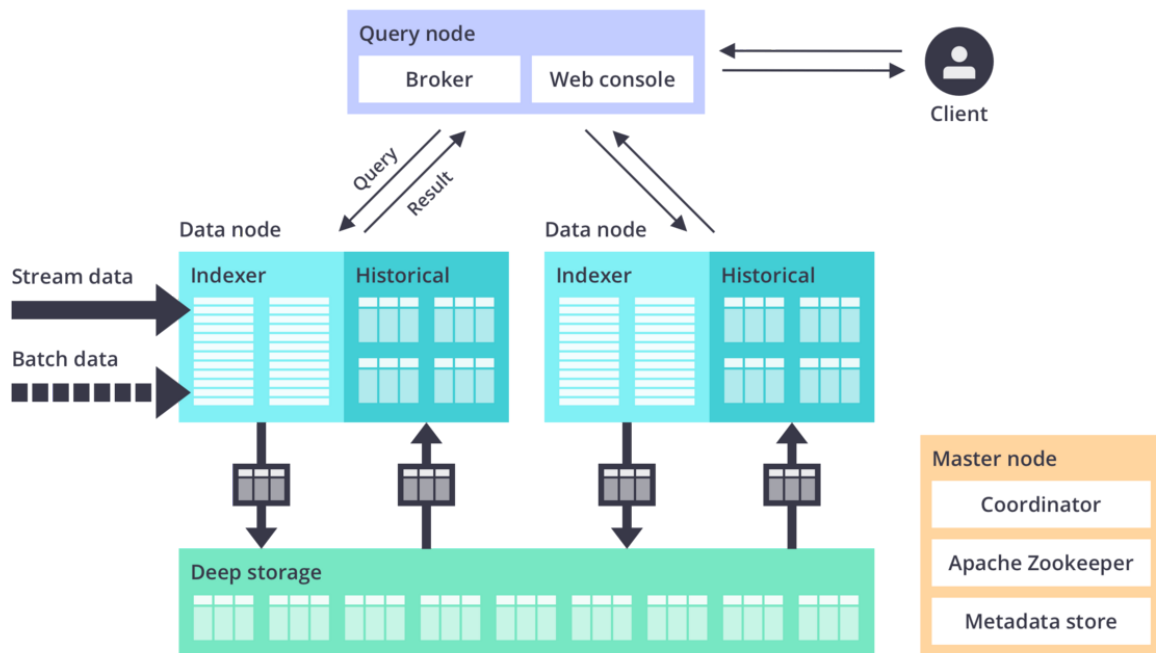 Query node
Broker
Web console
Client
Query
Result
Data node
Data node
Indexer
Historical
Indexer
Historical
Stream data
Batch data
Master node
Coordinator
Apache Zookeeper
Metadata store
Deep storage